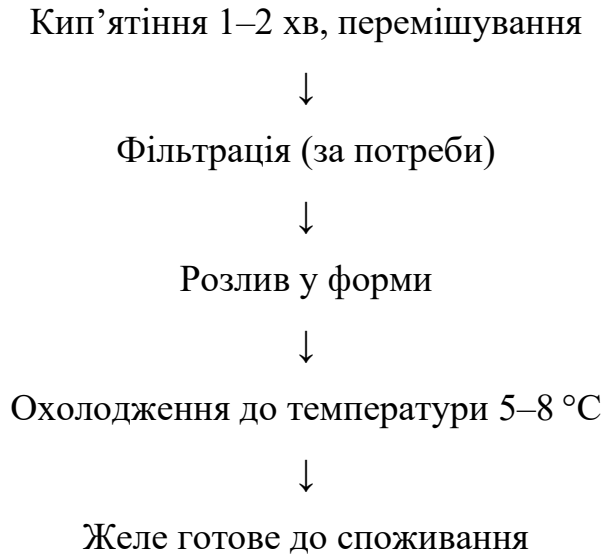 Кип’ятіння 1–2 хв, перемішування
↓
Фільтрація (за потреби)
↓
Розлив у форми
↓
Охолодження до температури 5–8 °C
↓
Желе готове до споживання